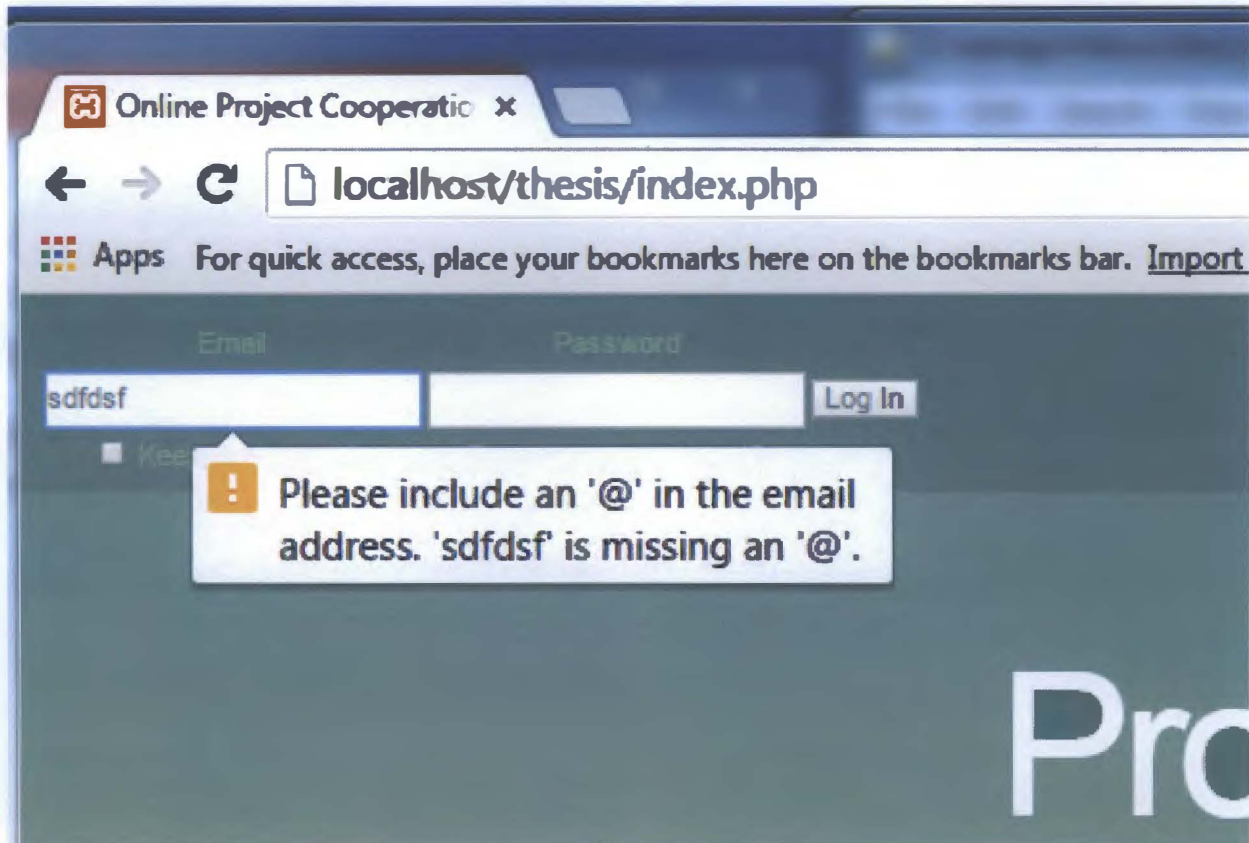 Online Project Cooperatio
localhost/thesis/index.php
Apps For quick access, place your bookmarks here on the bookmarks bar. Import
Email Password
sdfdsf Log In
Please include an '@' in the email
address. 'sdfdsf' is missing an '@'.
Pro